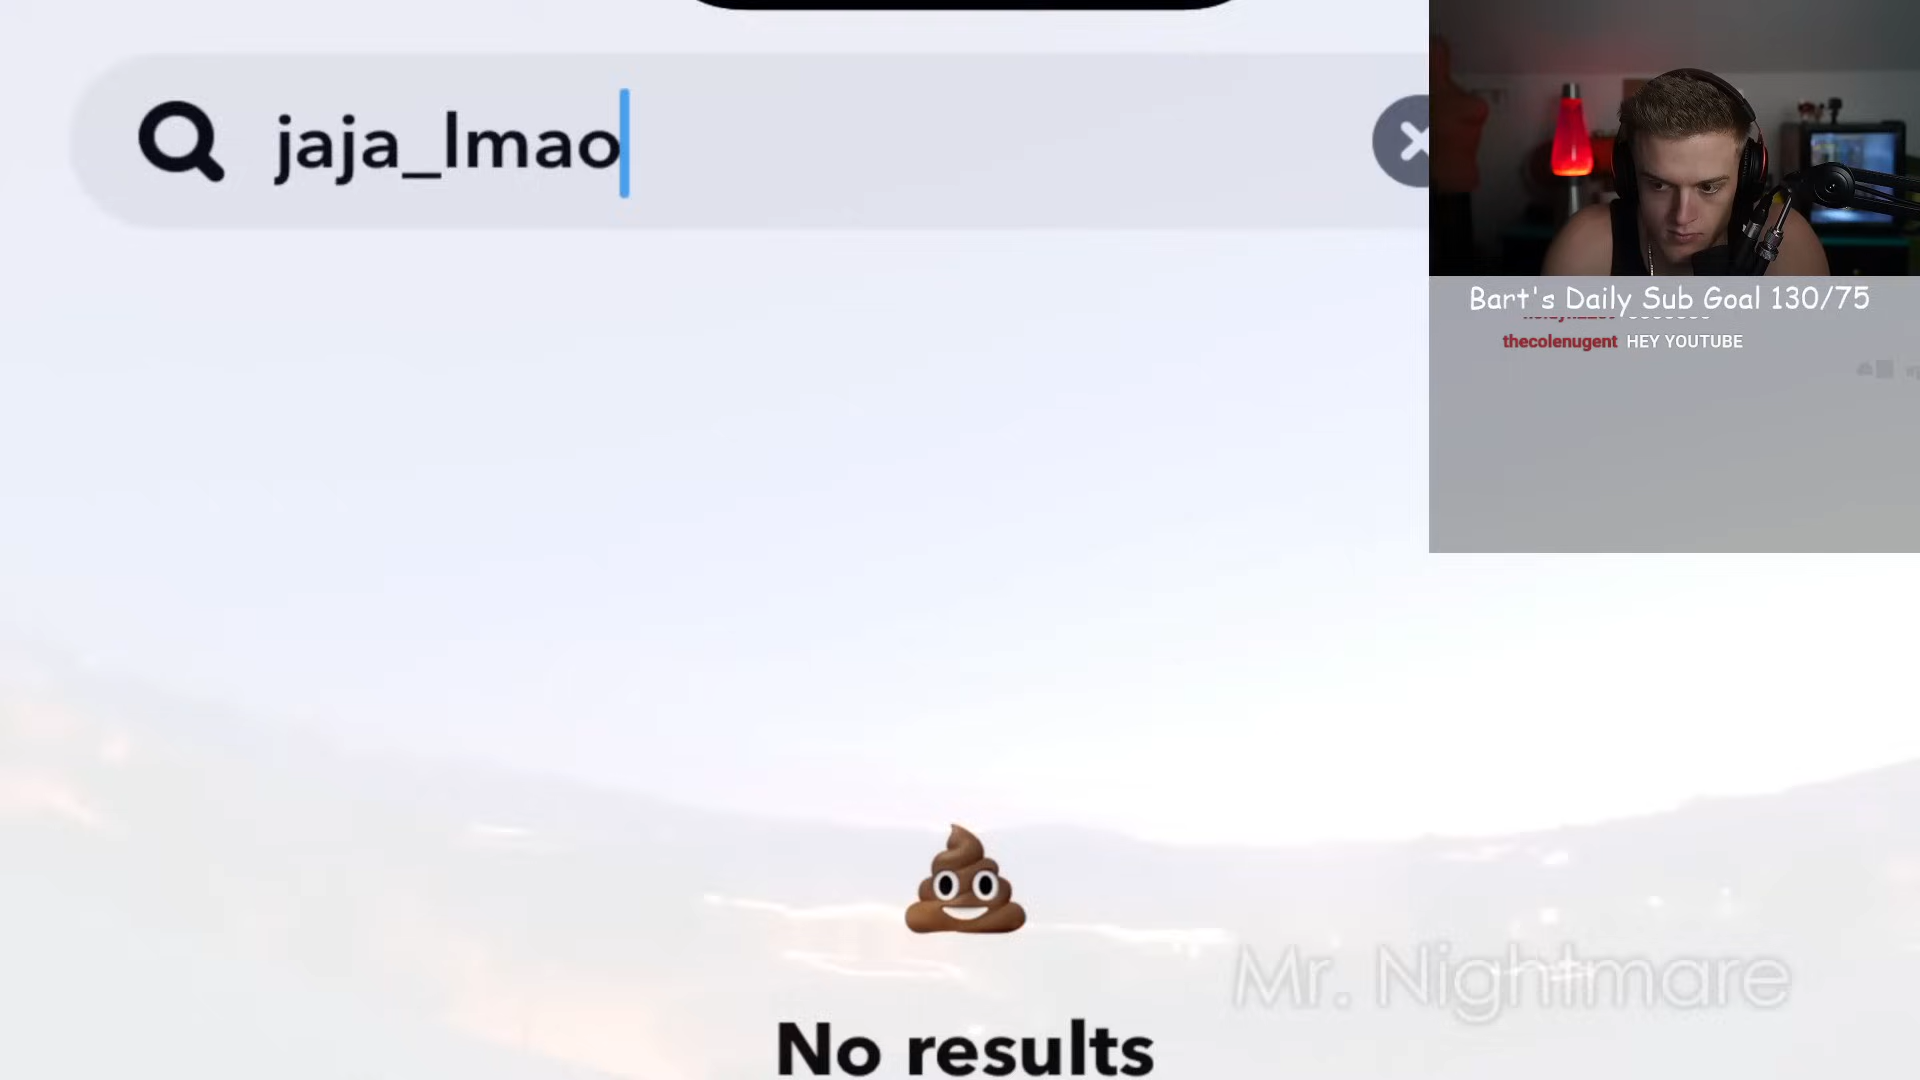 jaja_lmao
Bart's Daily Sub Goal 130/75
thecolenugent HEY YOUTUBE
Mr. Nightmare
No results